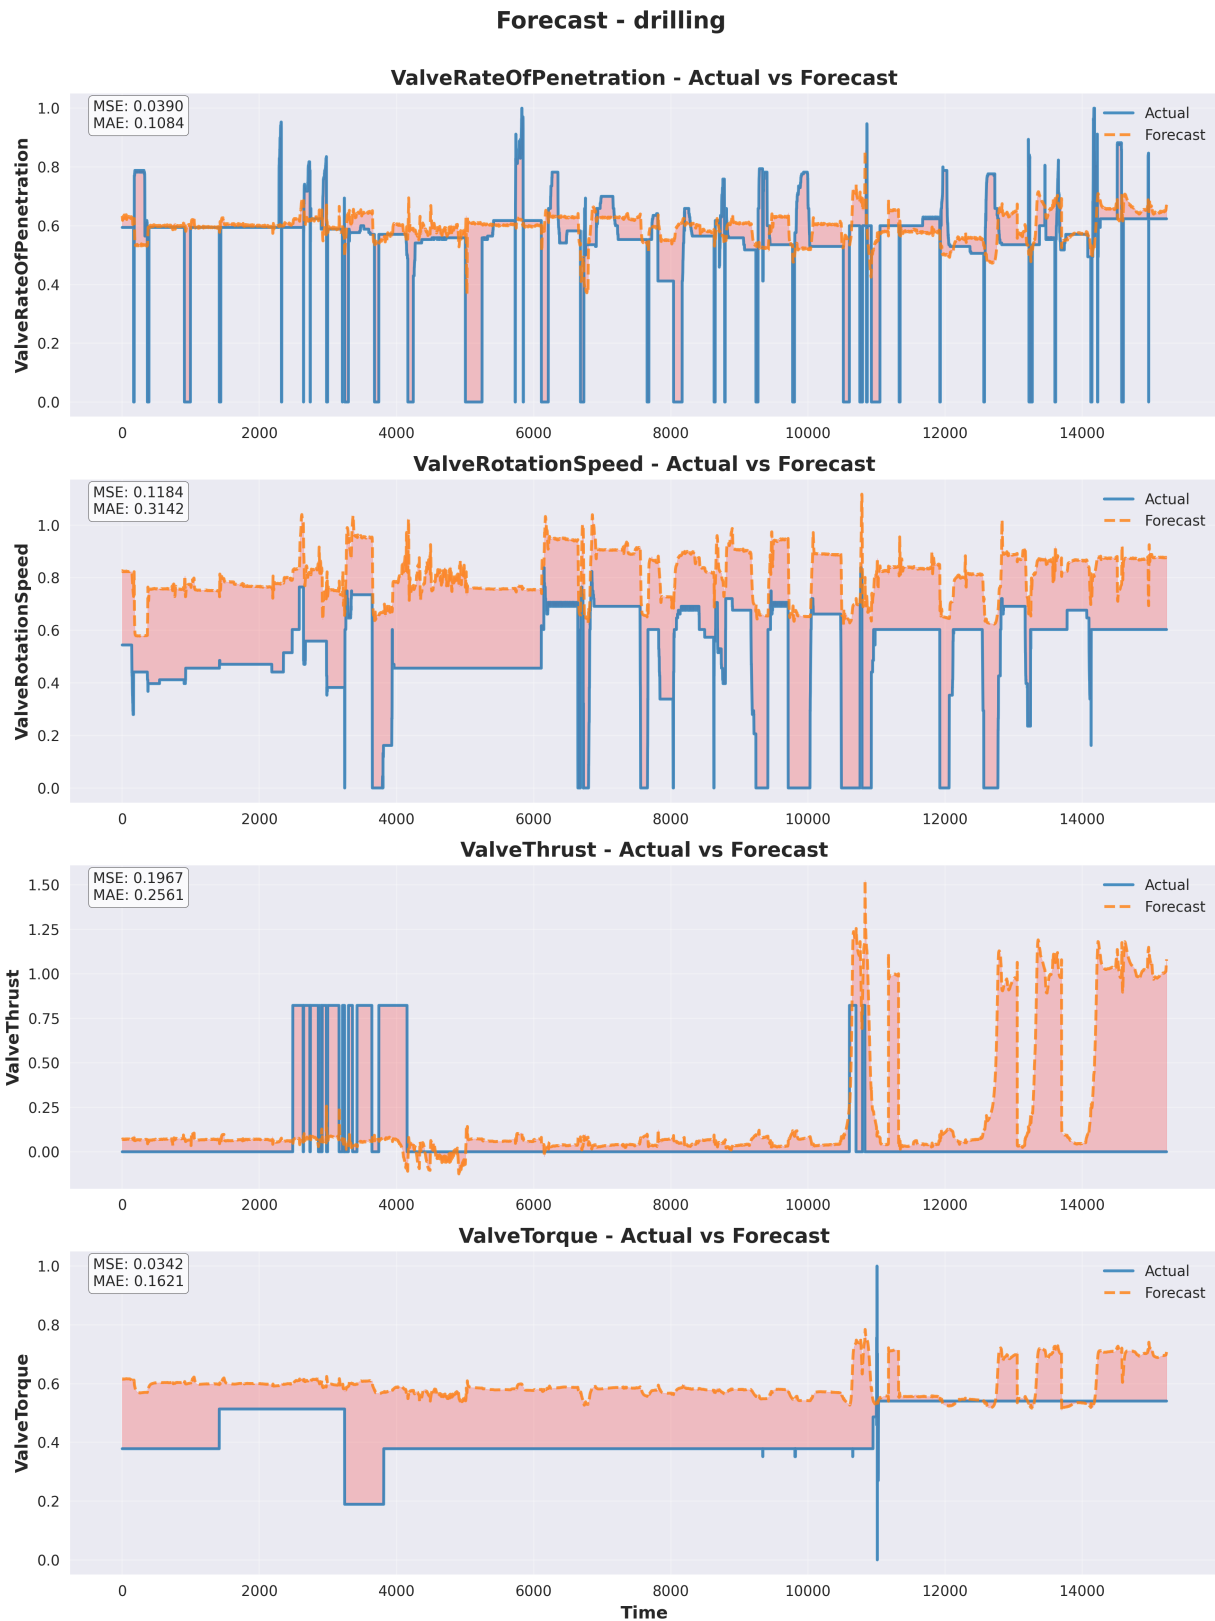 Forecast - drilling
ValveRateOfPenetration - Actual vs Forecast
MSE: 0.0390
MAE: 0.1084
Actual
Forecast
ValveRateOfPenetration
1.0
0.8
0.6
0.4
0.2
0.0
0 2000 4000 6000 8000 10000 12000 14000
ValveRotationSpeed - Actual vs Forecast
MSE: 0.1184
MAE: 0.3142
Actual
Forecast
ValveRotationSpeed
1.0
0.8
0.6
0.4
0.2
0.0
0 2000 4000 6000 8000 10000 12000 14000
ValveThrust - Actual vs Forecast
MSE: 0.1967
MAE: 0.2561
Actual
Forecast
ValveThrust
1.50
1.25
1.00
0.75
0.50
0.25
0.00
0 2000 4000 6000 8000 10000 12000 14000
ValveTorque - Actual vs Forecast
MSE: 0.0342
MAE: 0.1621
Actual
Forecast
ValveTorque
1.0
0.8
0.6
0.4
0.2
0.0
0 2000 4000 6000 8000 10000 12000 14000
Time